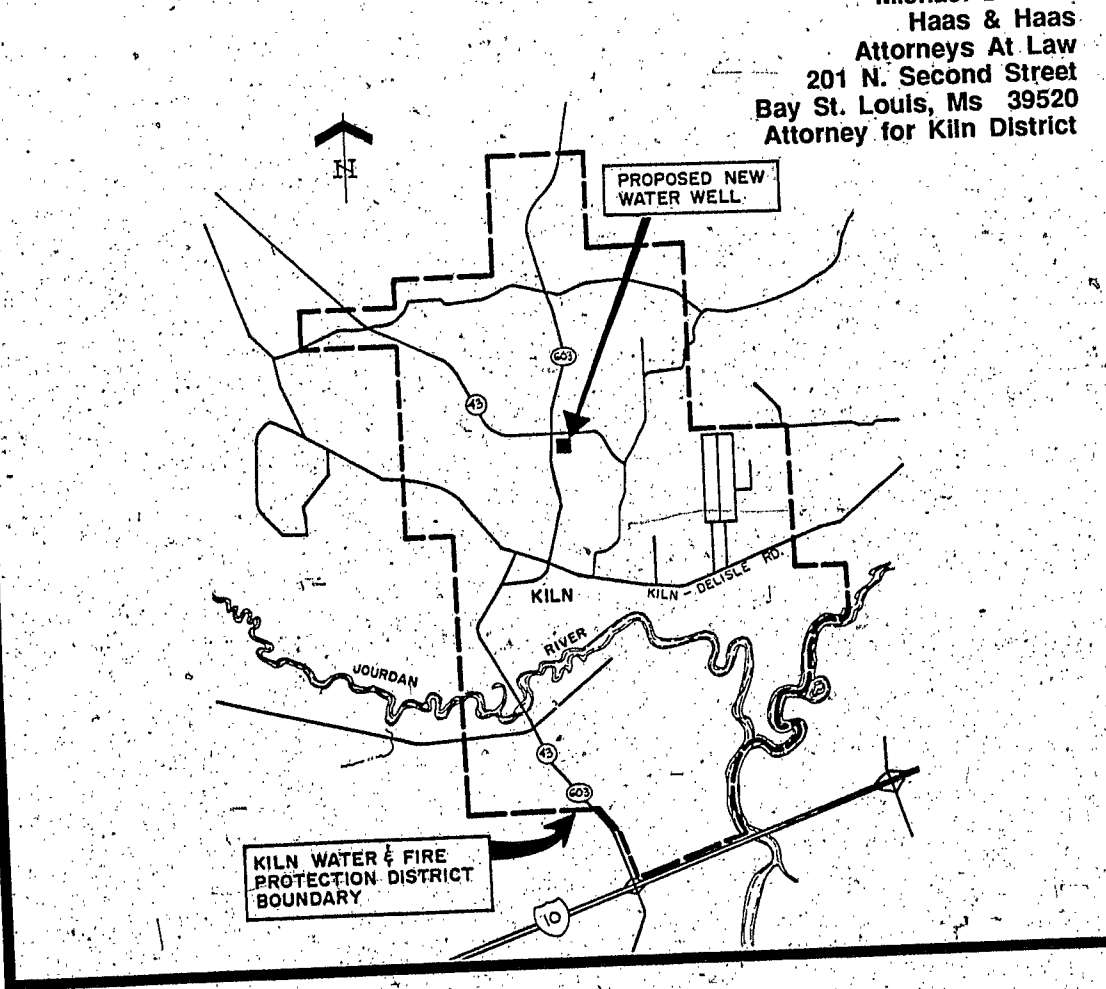 Haas & Haas
Attorneys At Law
201 N. Second Street
Bay St. Louis, Ms 39520
Attorney for Kiln District
N
PROPOSED NEW
WATER WELL
603
43
KILN
KILN - DELISLE RD.
JOURDAN
RIVER
43
603
KILN WATER & FIRE
PROTECTION DISTRICT
BOUNDARY
10